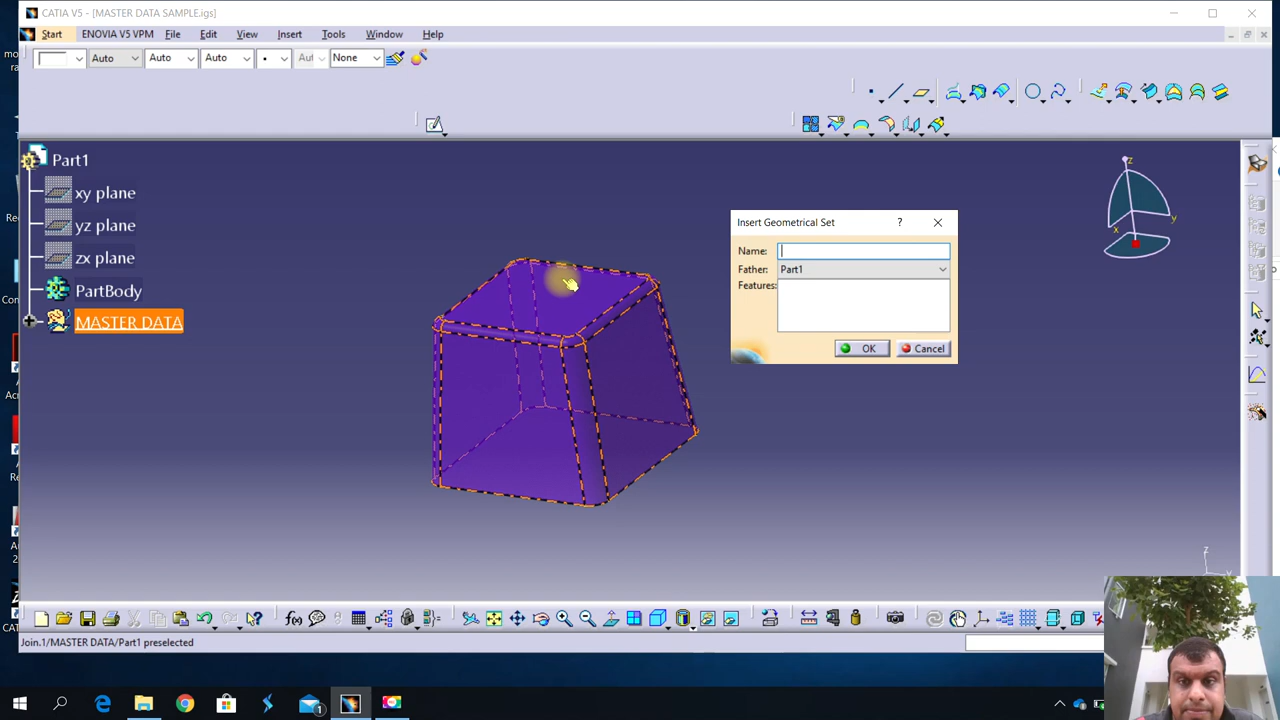 CATIA V5 - [MASTER DATA SAMPLE.igs]
Start ENOVIA V5 VPM File Edit View Insert Tools Window Help
Auto Auto Auto Aut None
Part1
xy plane
yz plane
zx plane
PartBody
MASTER DATA
Insert Geometrical Set ?
Name:
Father: Part1
Features:
OK Cancel
z
y
x
z
Join.1/MASTER DATA/Part1 preselected
1